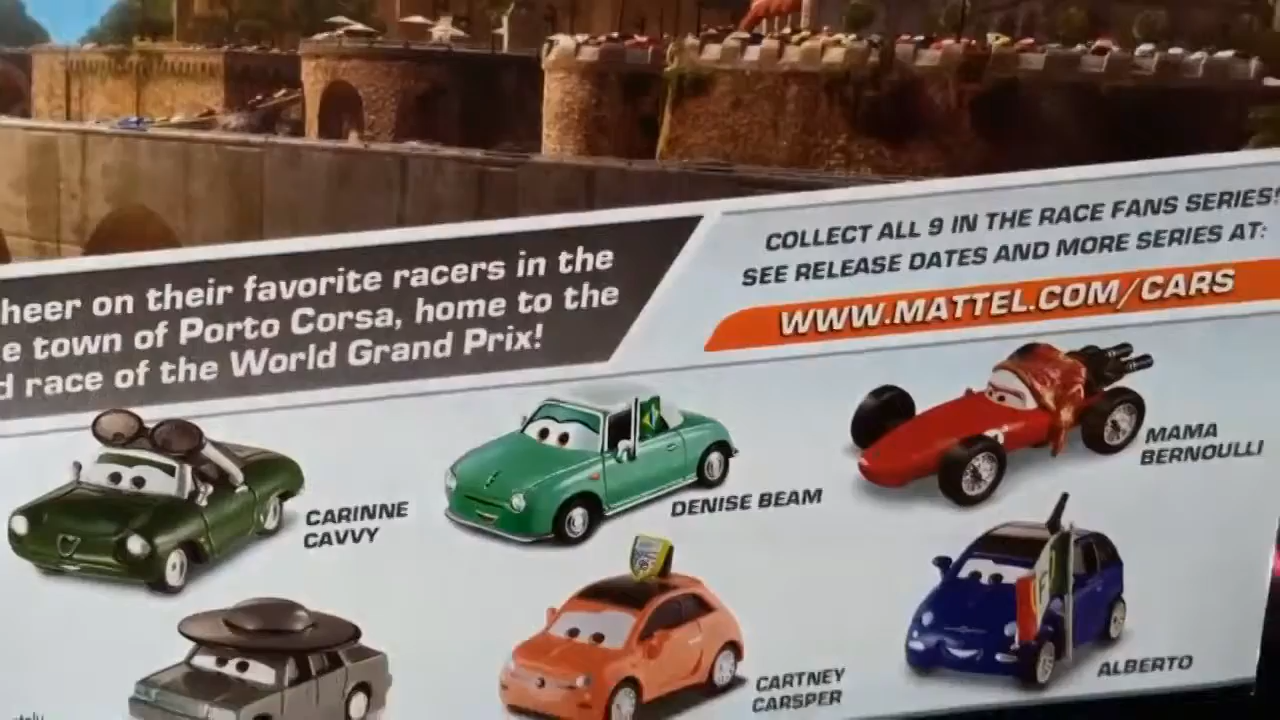 heer on their favorite racers in the
e town of Porto Corsa, home to the
d race of the World Grand Prix!
COLLECT ALL 9 IN THE RACE FANS SERIES!
SEE RELEASE DATES AND MORE SERIES AT:
WWW.MATTEL.COM/CARS
CARINNE
CAVVY
DENISE BEAM
MAMA
BERNOULLI
CARTNEY
CARSPER
ALBERTO